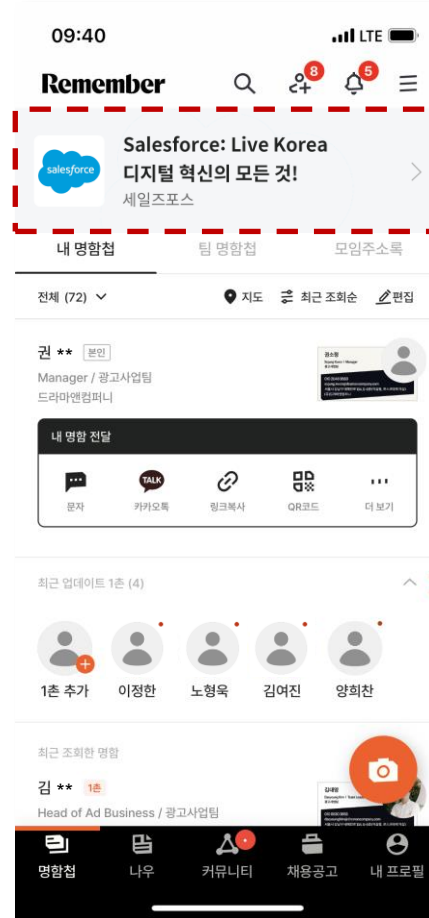 09:40
LTE
Remember
8
5
salesforce
Salesforce: Live Korea
디지털 혁신의 모든 것!
세일즈포스
내 명함첩
팀 명함첩
모임주소록
전체 (72)
지도
최근 조회순
편집
권 **
본인
Manager / 광고사업팀
드라마앤컴퍼니
내 명함 전달
문자
TALK
카카오톡
링크복사
QR코드
더 보기
최근 업데이트 1촌 (4)
1촌 추가
이정한
노형욱
김여진
양희찬
최근 조회한 명함
김 **
1촌
Head of Ad Business / 광고사업팀
명함첩
나우
커뮤니티
채용공고
내 프로필